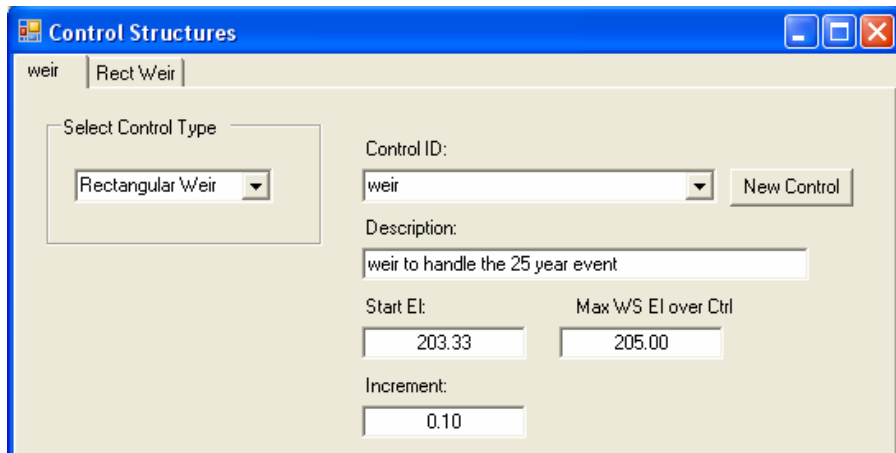 Control Structures
weir
Rect Weir
Select Control Type
Rectangular Weir
Control ID:
weir
New Control
Description:
weir to handle the 25 year event
Start El:
Max WS El over Ctrl
203.33
205.00
Increment:
0.10